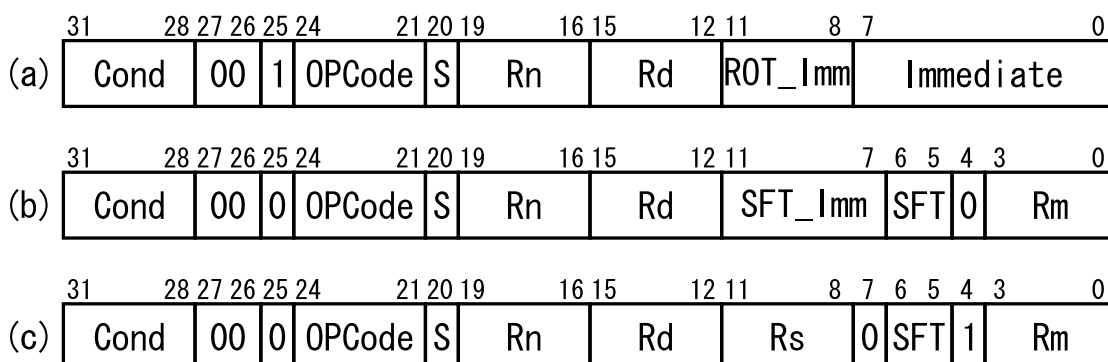 31 28 27 26 25 24 21 20 19 16 15 12 11 8 7 0
(a) Cond 00 1 OPCode S Rn Rd ROT_Imm Immediate
31 28 27 26 25 24 21 20 19 16 15 12 11 7 6 5 4 3 0
(b) Cond 00 0 OPCode S Rn Rd SFT_Imm SFT 0 Rm
31 28 27 26 25 24 21 20 19 16 15 12 11 8 7 6 5 4 3 0
(c) Cond 00 0 OPCode S Rn Rd Rs 0 SFT 1 Rm